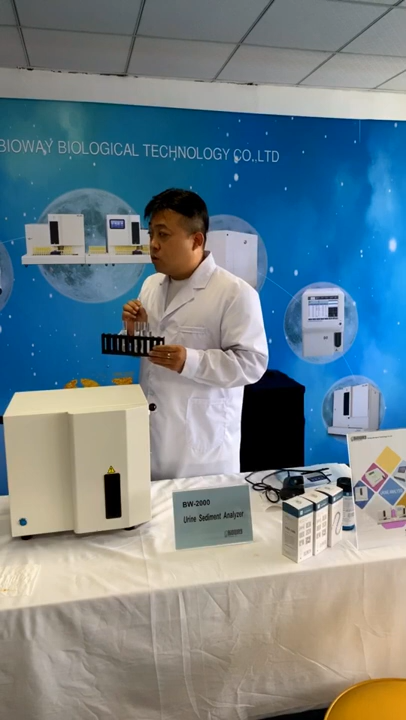 BIOWAY BIOLOGICAL TECHNOLOGY CO.,LTD
BW-2000
Urine Sediment Analyzer